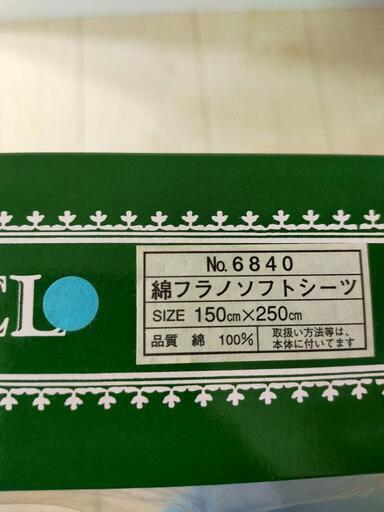 No.6840
綿フラノソフトシーツ
SIZE 150cm×250cm
品質 綿 100%
取扱い方法等は、
本体に付いてます